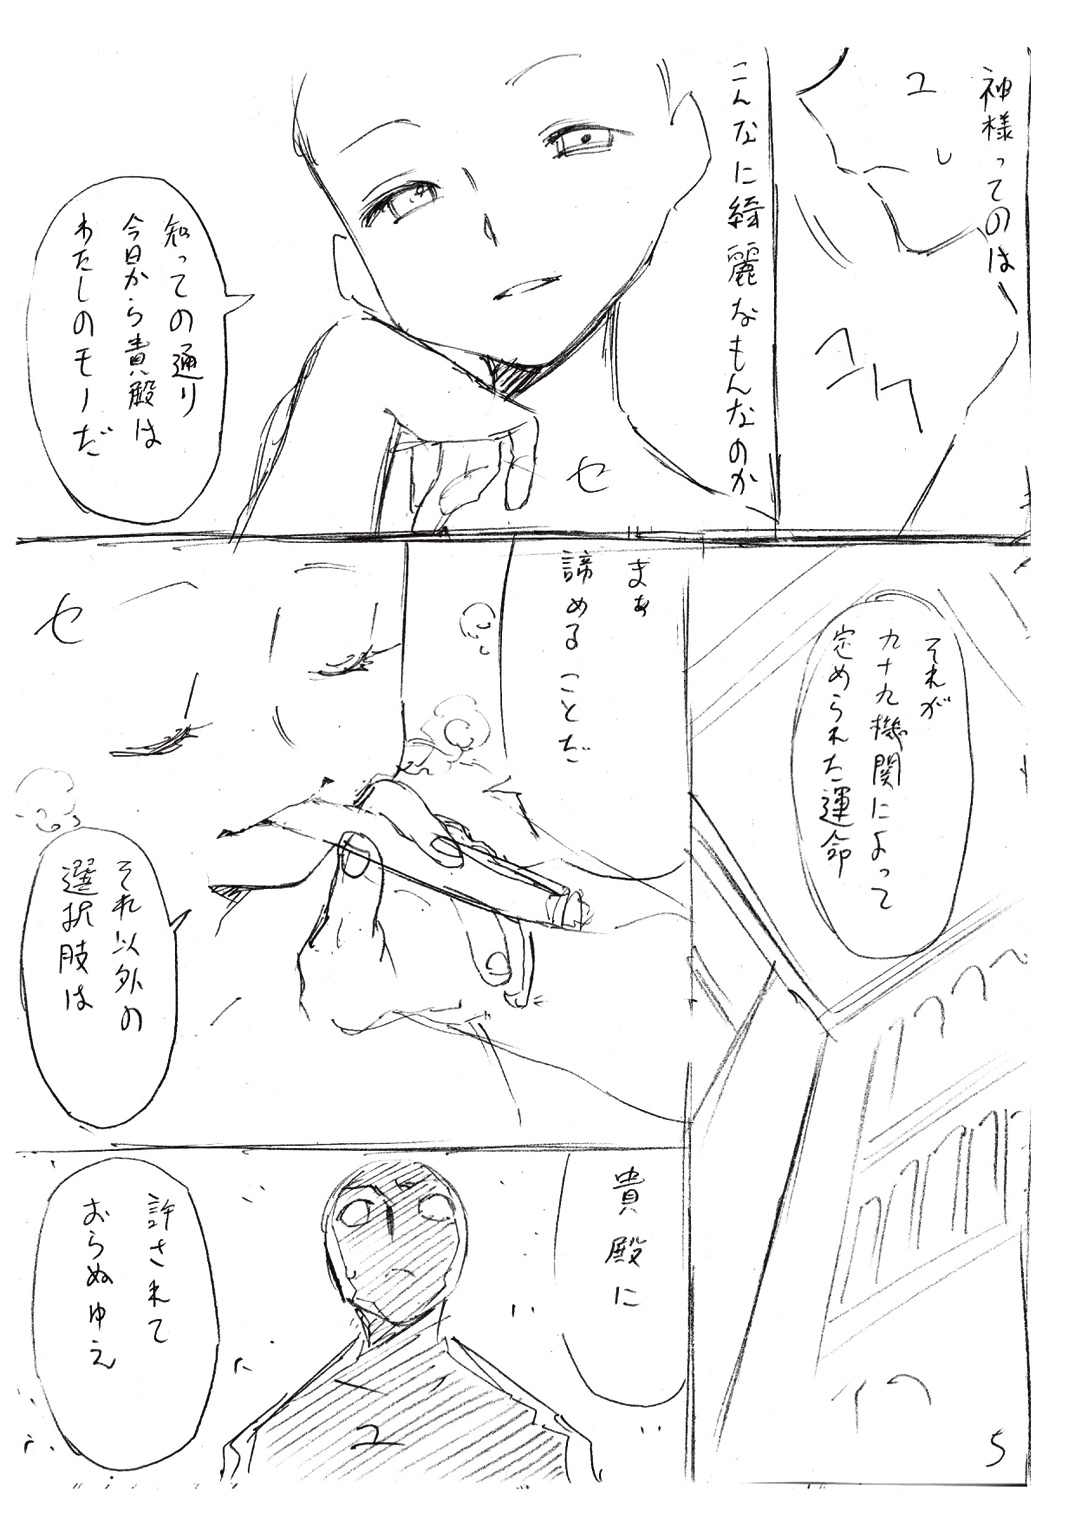 神様ってのは
ユ
コク
こんなに綺麗なもんなのか
セ
知っての通り
今日から貴殿は
わたしのモノだ
それが
九十九機関によって
定められた運命
まぁ
諦めることだ
セ
それ以外の
選択肢は
貴殿に
許されて
おらぬゆえ
ユ
5